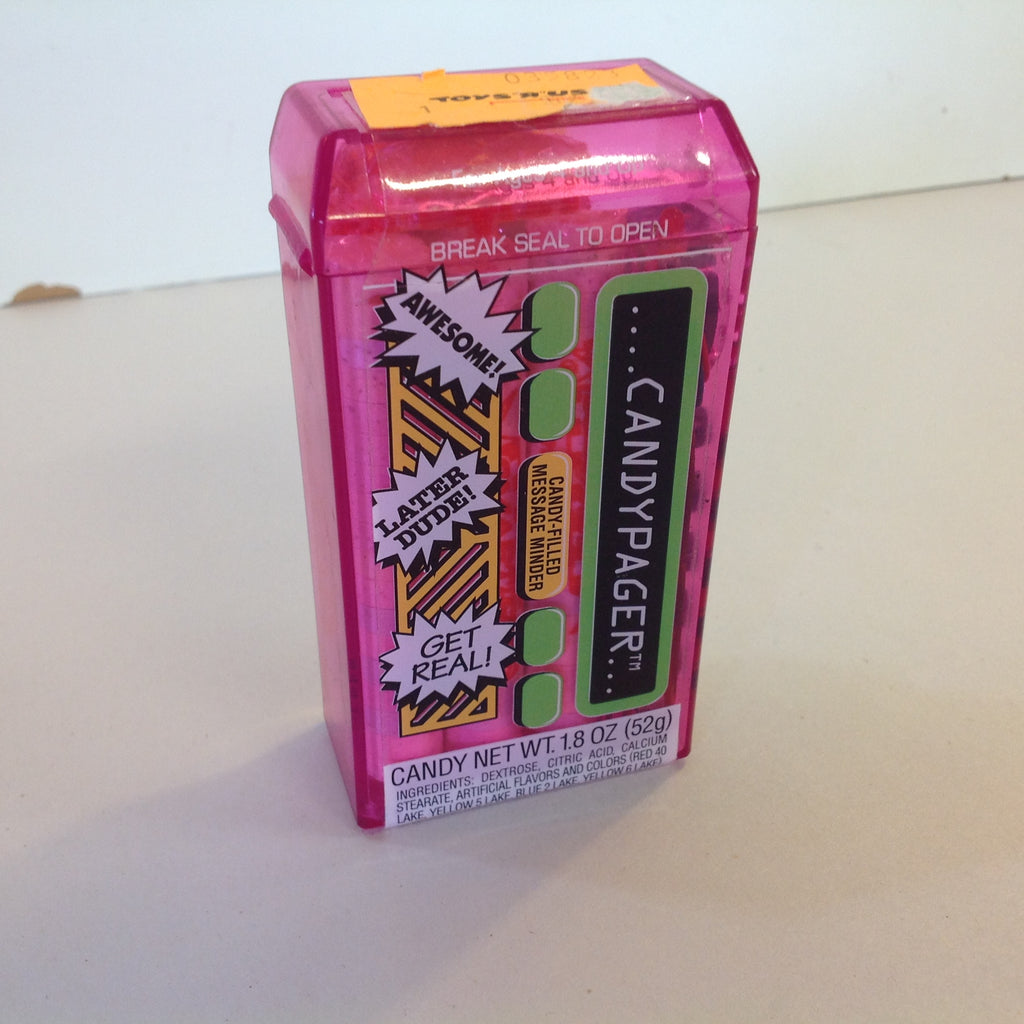 TOYS "R" US
BREAK SEAL TO OPEN
AWESOME!
LATER
DUDE!
GET
REAL!
CANDY-FILLED
MESSAGE MINDER
....CANDYPAGER™...
CANDY NET WT. 1.8 OZ (52g)
INGREDIENTS: DEXTROSE, CITRIC ACID, CALCIUM
STEARATE, ARTIFICIAL FLAVORS AND COLORS (RED 40
LAKE, YELLOW 5 LAKE, BLUE 2 LAKE, YELLOW 6 LAKE)